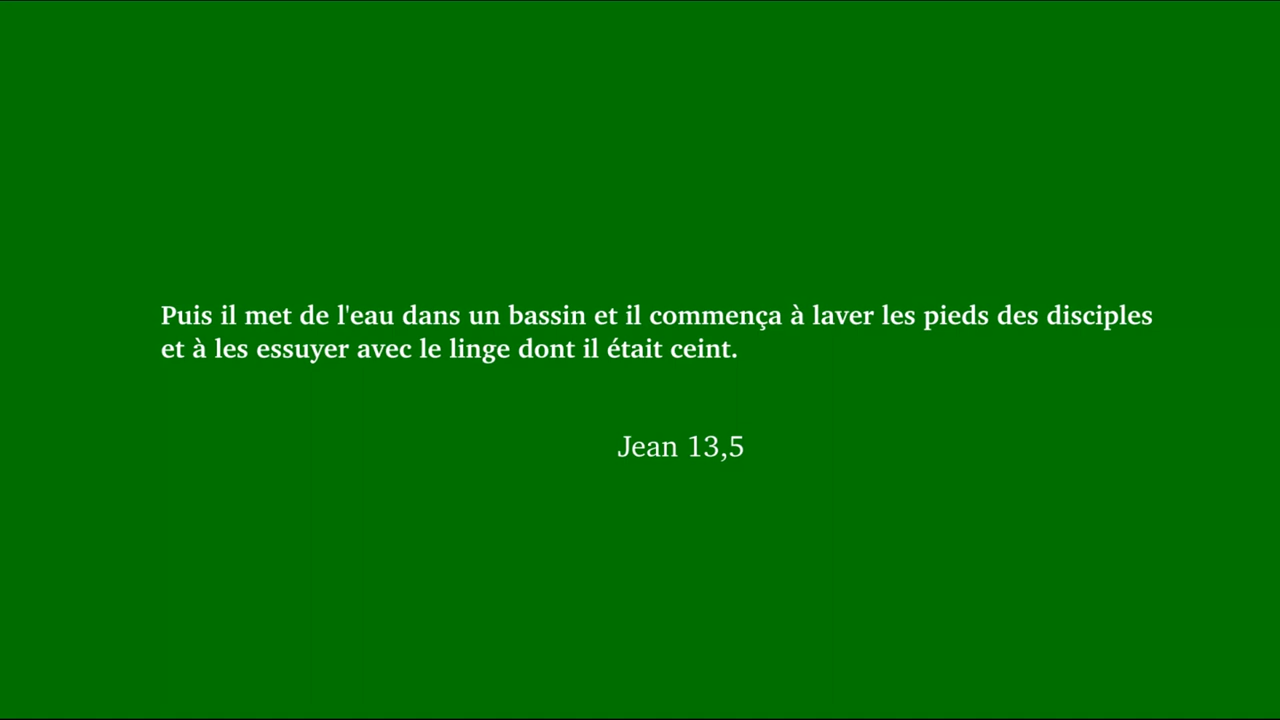 Puis il met de l'eau dans un bassin et il commença à laver les pieds des disciples
et à les essuyer avec le linge dont il était ceint.
Jean 13,5